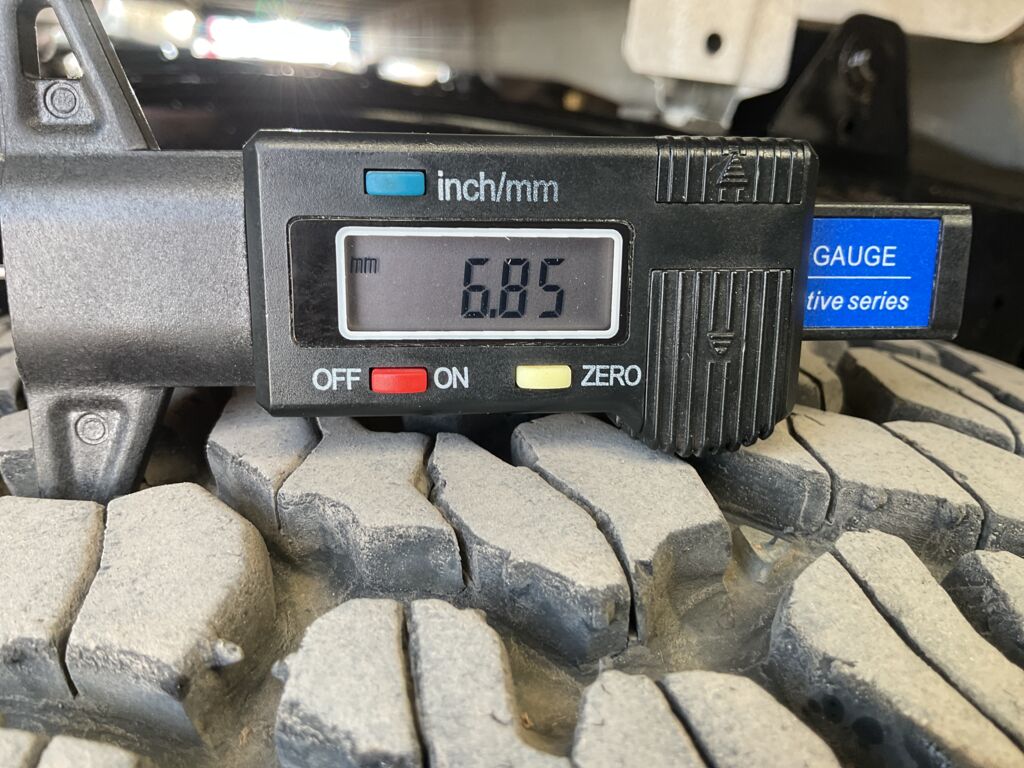 inch/mm
mm
6.85
GAUGE
tive series
OFF ON ZERO